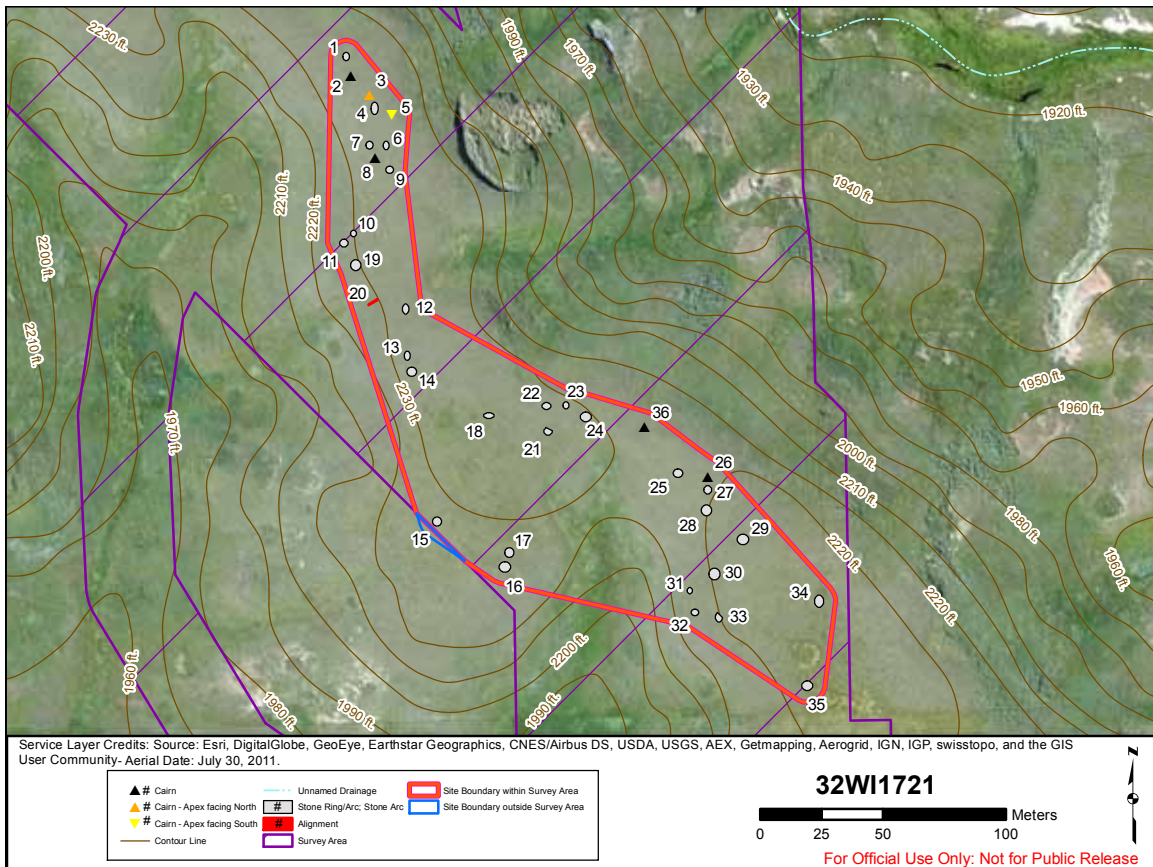 2230 ft.
1990 ft.
1970 ft.
1930 ft.
1920 ft.
1
2
3
4
5
7
6
8
9
2210 ft.
2220 ft.
1940 ft.
2200 ft.
10
11
19
20
12
2210 ft.
13
14
1950 ft.
1960 ft.
2230 ft.
22
23
18
24
36
21
1970 ft.
2000 ft.
2210 ft.
26
25
27
28
1980 ft.
29
15
17
2220 ft.
1960 ft.
16
30
31
34
32
33
2220 ft.
2200 ft.
1960 ft.
1980 ft.
1990 ft.
1990 ft.
35
Service Layer Credits: Source: Esri, DigitalGlobe, GeoEye, Earthstar Geographics, CNES/Airbus DS, USDA, USGS, AEX, Getmapping, Aerogrid, IGN, IGP, swisstopo, and the GIS
User Community- Aerial Date: July 30, 2011.
# Cairn
# Cairn - Apex facing North
# Cairn - Apex facing South
Contour Line
Unnamed Drainage
# Stone Ring/Arc; Stone Arc
# Alignment
Survey Area
Site Boundary within Survey Area
Site Boundary outside Survey Area
32WI1721
Meters
0 25 50 100
N
For Official Use Only: Not for Public Release